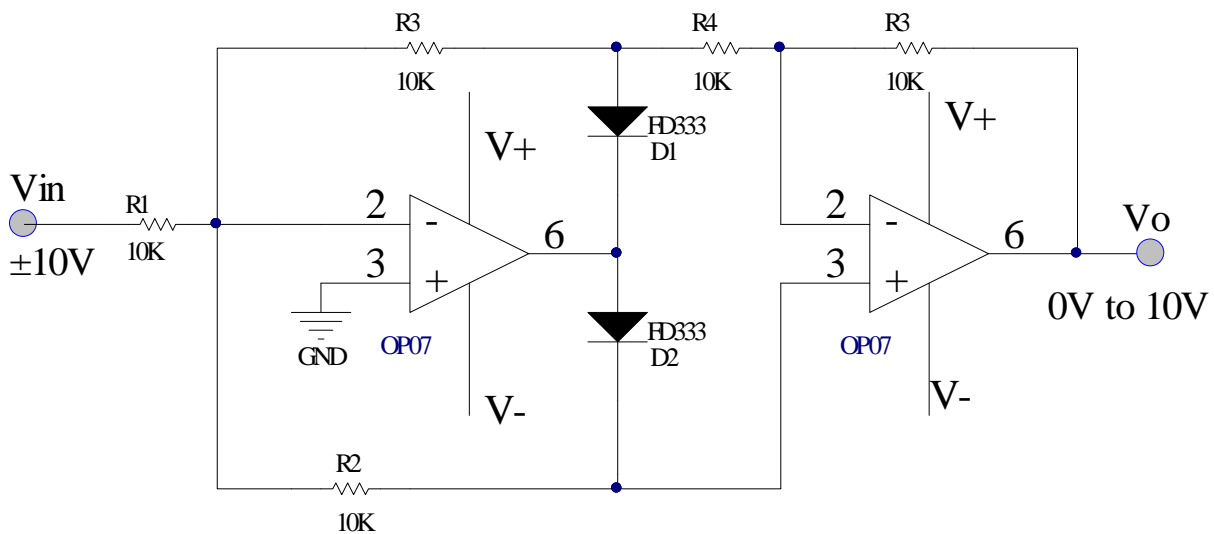 R3
R4
R3
10K
10K
10K
V+
V+
FD333
D1
Vin
R1
10K
±10V
2
3
-
+
6
2
3
-
+
6
Vo
0V to 10V
GND
OP07
FD333
D2
OP07
V-
V-
R2
10K